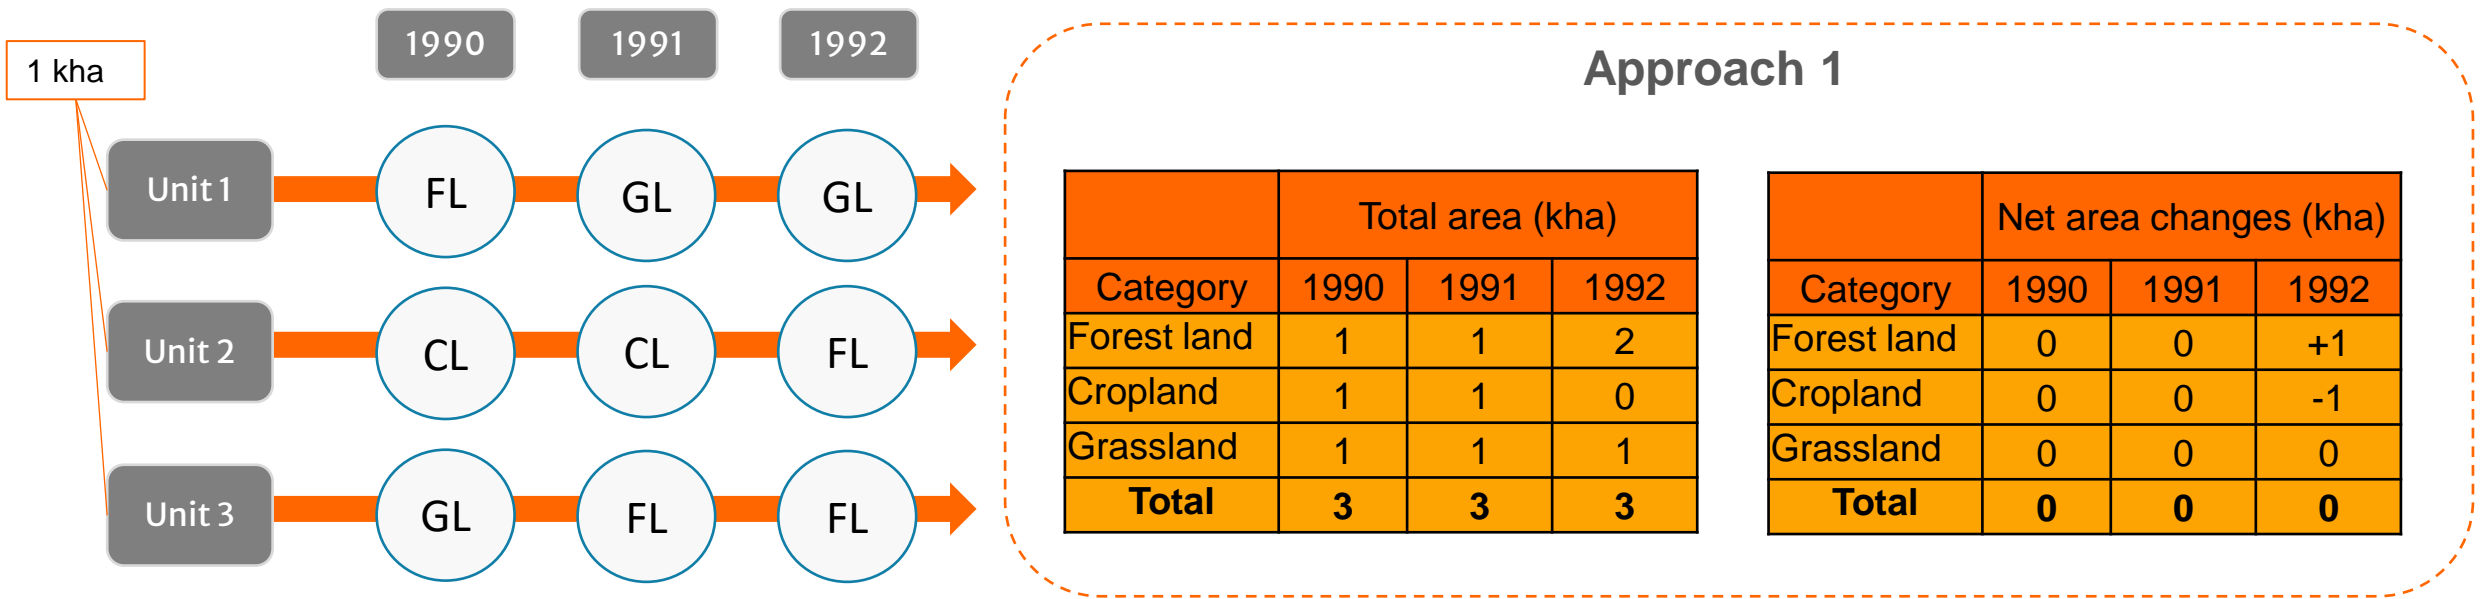 1 kha
1990 1991 1992
Unit 1 FL GL GL
Unit 2 CL CL FL
Unit 3 GL FL FL
Approach 1
Total area (kha)
Category 1990 1991 1992
Forest land 1 1 2
Cropland 1 1 0
Grassland 1 1 1
Total 3 3 3
Net area changes (kha)
Category 1990 1991 1992
Forest land 0 0 +1
Cropland 0 0 -1
Grassland 0 0 0
Total 0 0 0